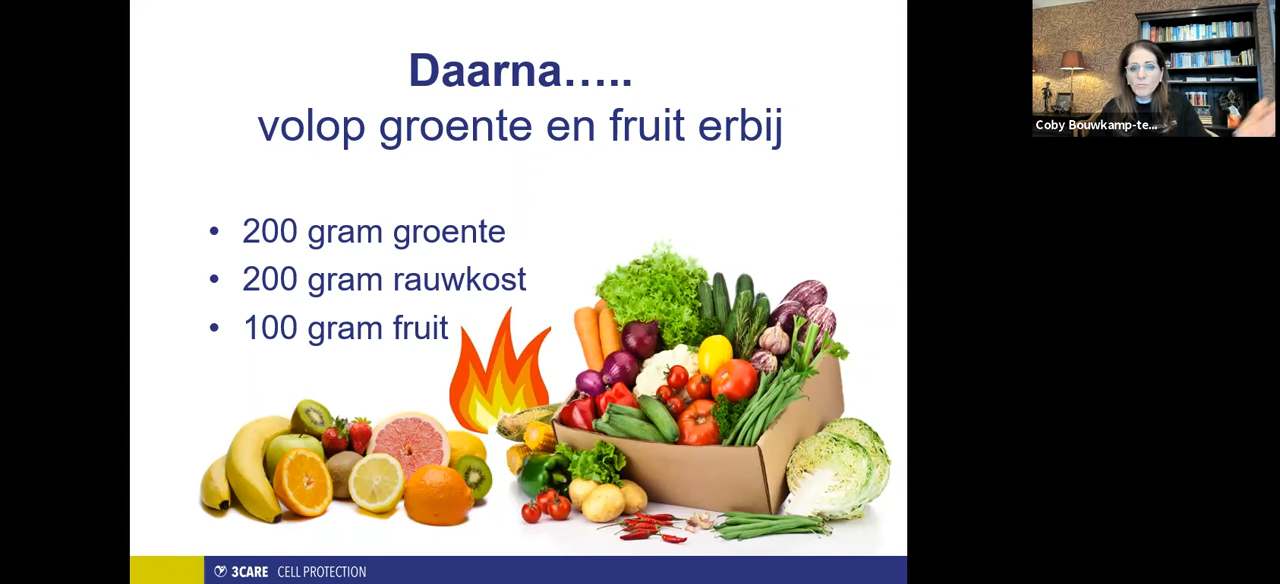 Daarna…..
volop groente en fruit erbij
• 200 gram groente
• 200 gram rauwkost
• 100 gram fruit
3CARE CELL PROTECTION
Coby Bouwkamp-te...